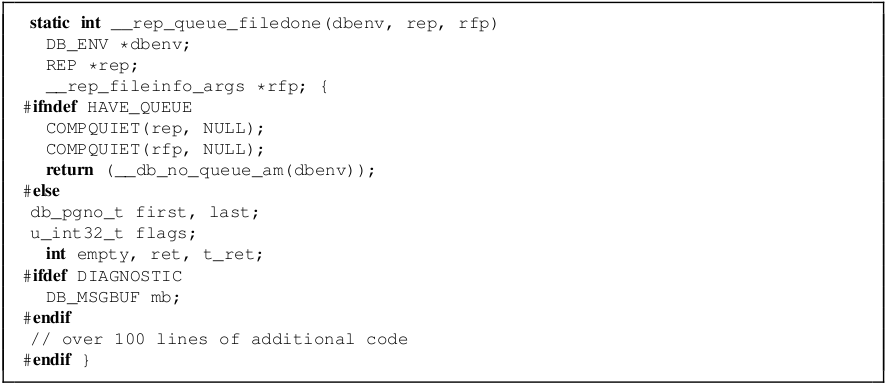 static int __rep_queue_filedone(dbenv, rep, rfp)
DB_ENV *dbenv;
REP *rep;
__rep_fileinfo_args *rfp; {
#ifndef HAVE_QUEUE
COMPQUIET(rep, NULL);
COMPQUIET(rfp, NULL);
return (__db_no_queue_am(dbenv));
#else
db_pgno_t first, last;
u_int32_t flags;
int empty, ret, t_ret;
#ifdef DIAGNOSTIC
DB_MSGBUF mb;
#endif
// over 100 lines of additional code
#endif }